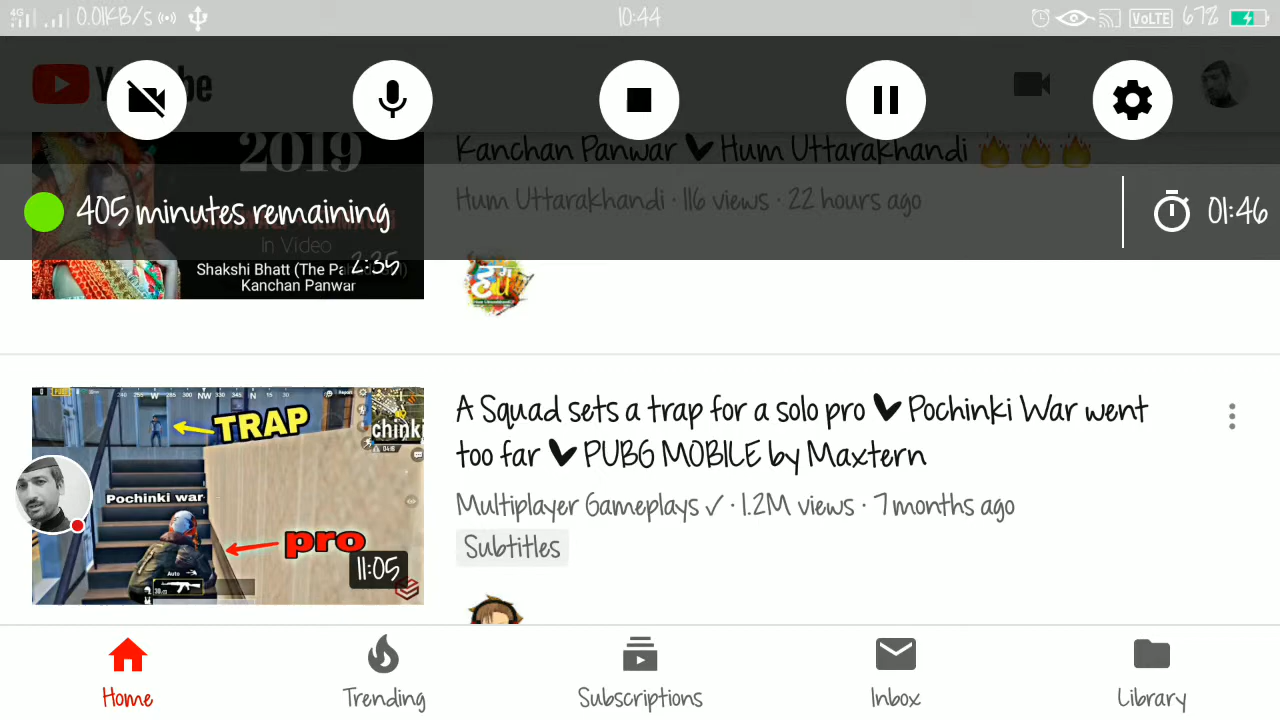 4G 0.01KB/s 10:44 VoLTE 67%
2019
Kanchan Panwar Hum Uttarakhandi
Hum Uttarakhandi · 116 views · 22 hours ago
405 minutes remaining 01:46
In Video
Shakshi Bhatt 2:35
Kanchan Panwar
TRAP
chinki
Pochinki war
pro
Auto
11:05
A Squad sets a trap for a solo pro Pochinki War went
too far PUBG MOBILE by Maxtern
Multiplayer Gameplays ✓ · 1.2M views · 7 months ago
Subtitles
Home Trending Subscriptions Inbox Library